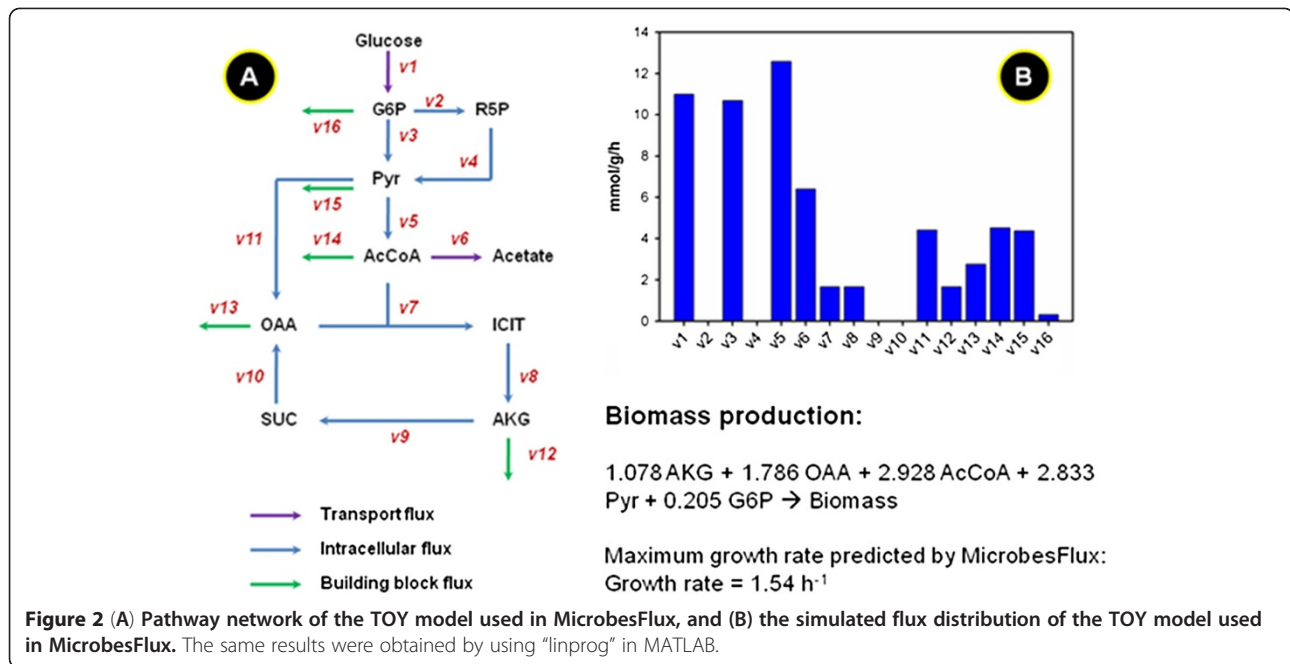 A
Glucose
v1
G6P
v2
R5P
v16
v3
v4
Pyr
v15
v5
v11
v14
v6
AcCoA
Acetate
v13
v7
OAA
ICIT
v10
v8
SUC
AKG
v9
v12
Transport flux
Intracellular flux
Building block flux
B
mmol/g/h
14
12
10
8
6
4
2
0
v1 v2 v3 v4 v5 v6 v7 v8 v9 v10 v11 v12 v13 v14 v15 v16
Biomass production:
1.078 AKG + 1.786 OAA + 2.928 AcCoA + 2.833
Pyr + 0.205 G6P → Biomass
Maximum growth rate predicted by MicrobesFlux:
Growth rate = 1.54 h⁻¹
Figure 2 (A) Pathway network of the TOY model used in MicrobesFlux, and (B) the simulated flux distribution of the TOY model used
in MicrobesFlux. The same results were obtained by using "linprog" in MATLAB.